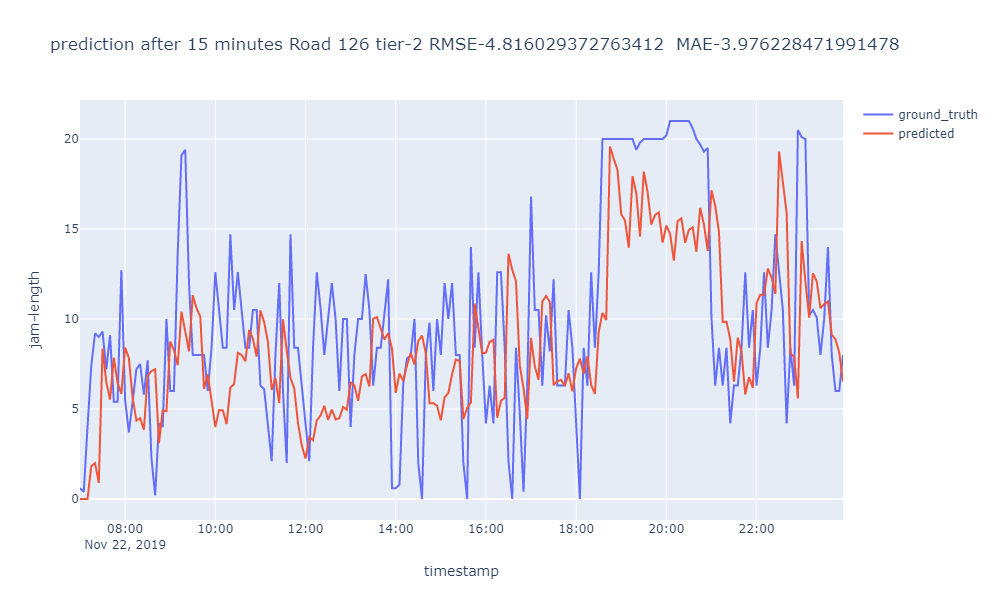 prediction after 15 minutes Road 126 tier-2 RMSE-4.816029372763412  MAE-3.976228471991478
ground_truth
predicted
20
15
10
5
0
jam-length
08:00 10:00 12:00 14:00 16:00 18:00 20:00 22:00
Nov 22, 2019
timestamp